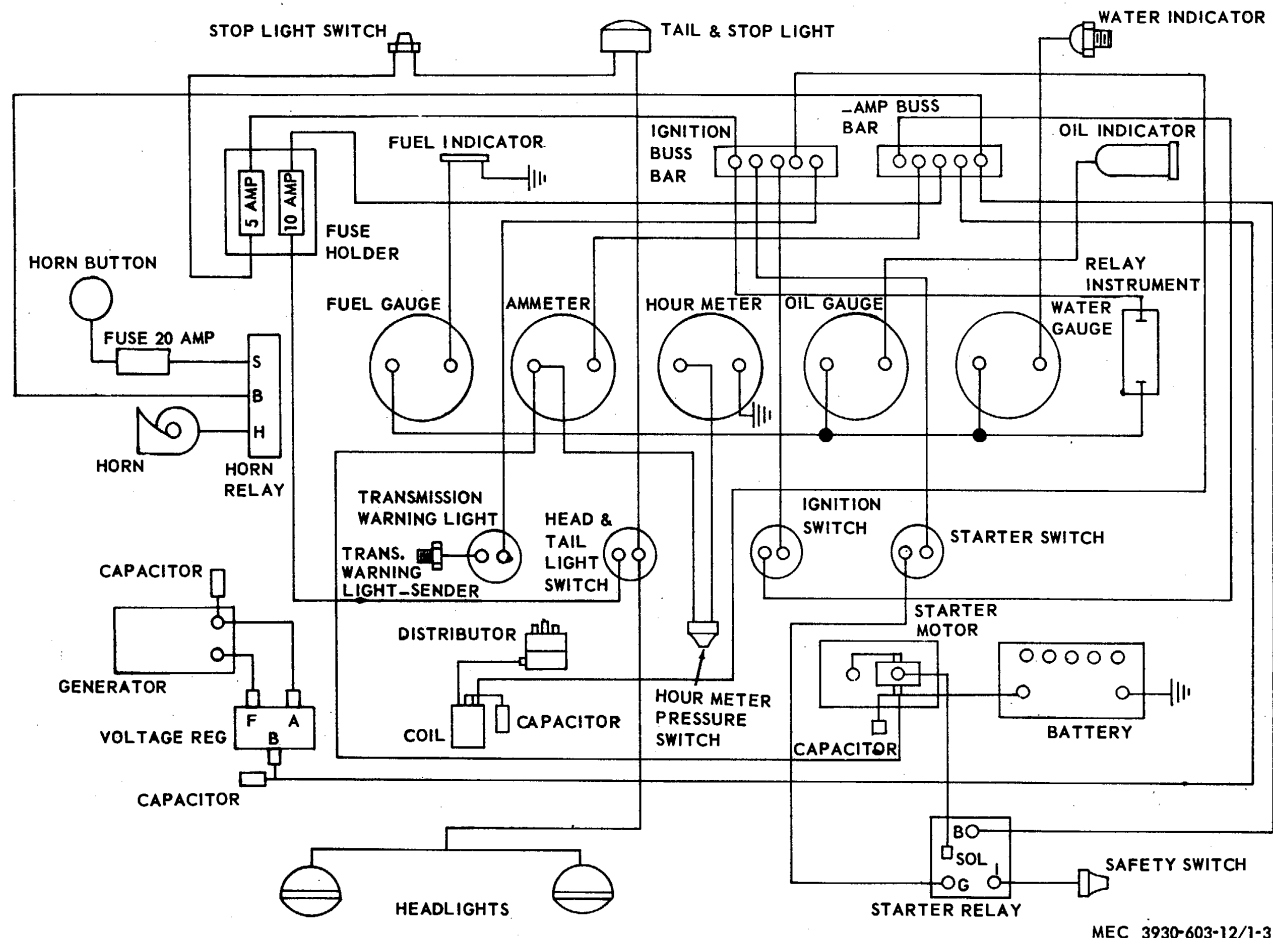 STOP LIGHT SWITCH
TAIL & STOP LIGHT
WATER INDICATOR
FUEL INDICATOR
IGNITION
BUSS
BAR
_AMP BUSS
BAR
OIL INDICATOR
5 AMP
10 AMP
FUSE
HOLDER
HORN BUTTON
FUSE 20 AMP
S
B
H
HORN
HORN
RELAY
FUEL GAUGE
AMMETER
HOUR METER
OIL GAUGE
RELAY
INSTRUMENT
WATER
GAUGE
TRANSMISSION
WARNING LIGHT
TRANS.
WARNING
LIGHT-SENDER
HEAD &
TAIL
LIGHT
SWITCH
IGNITION
SWITCH
STARTER SWITCH
CAPACITOR
GENERATOR
F
A
B
VOLTAGE REG
CAPACITOR
DISTRIBUTOR
COIL
CAPACITOR
HOUR METER
PRESSURE
SWITCH
STARTER
MOTOR
CAPACITOR
BATTERY
B
SOL
G
I
STARTER RELAY
SAFETY SWITCH
HEADLIGHTS
MEC 3930-603-12/1-3